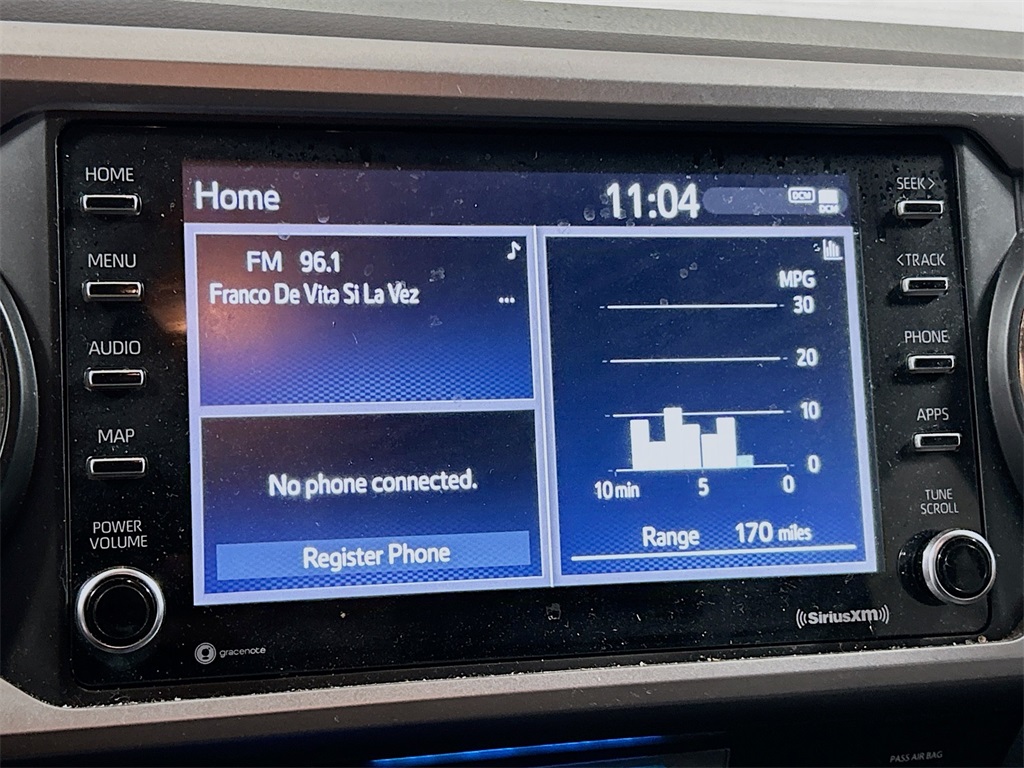 HOME
MENU
AUDIO
MAP
POWER
VOLUME
Home
11:04
DCM
DCM
FM 96.1
Franco De Vita Si La Vez
...
No phone connected.
Register Phone
MPG
30
20
10
0
10 min 5 0
Range 170 miles
SEEK >
< TRACK
PHONE
APPS
TUNE
SCROLL
gracenote
((SiriusXM))
PASS AIR BAG